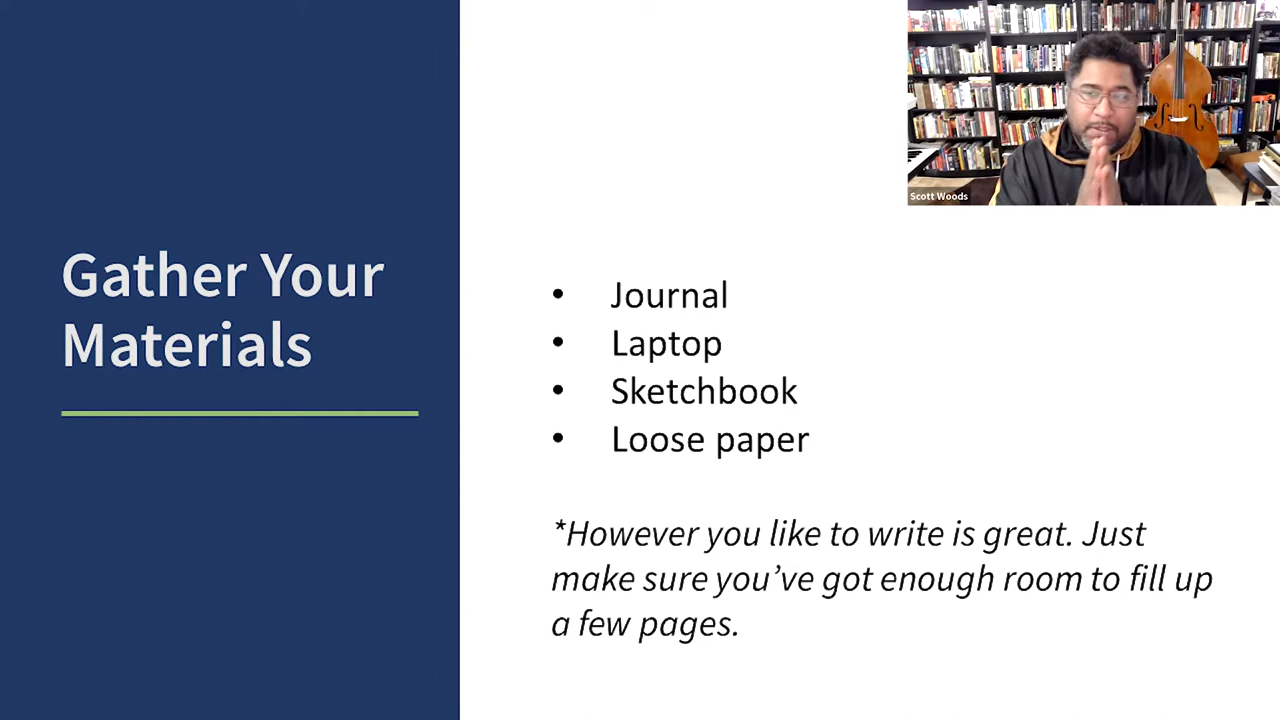 Gather Your
Materials
Scott Woods
• Journal
• Laptop
• Sketchbook
• Loose paper
*However you like to write is great. Just
make sure you’ve got enough room to fill up
a few pages.